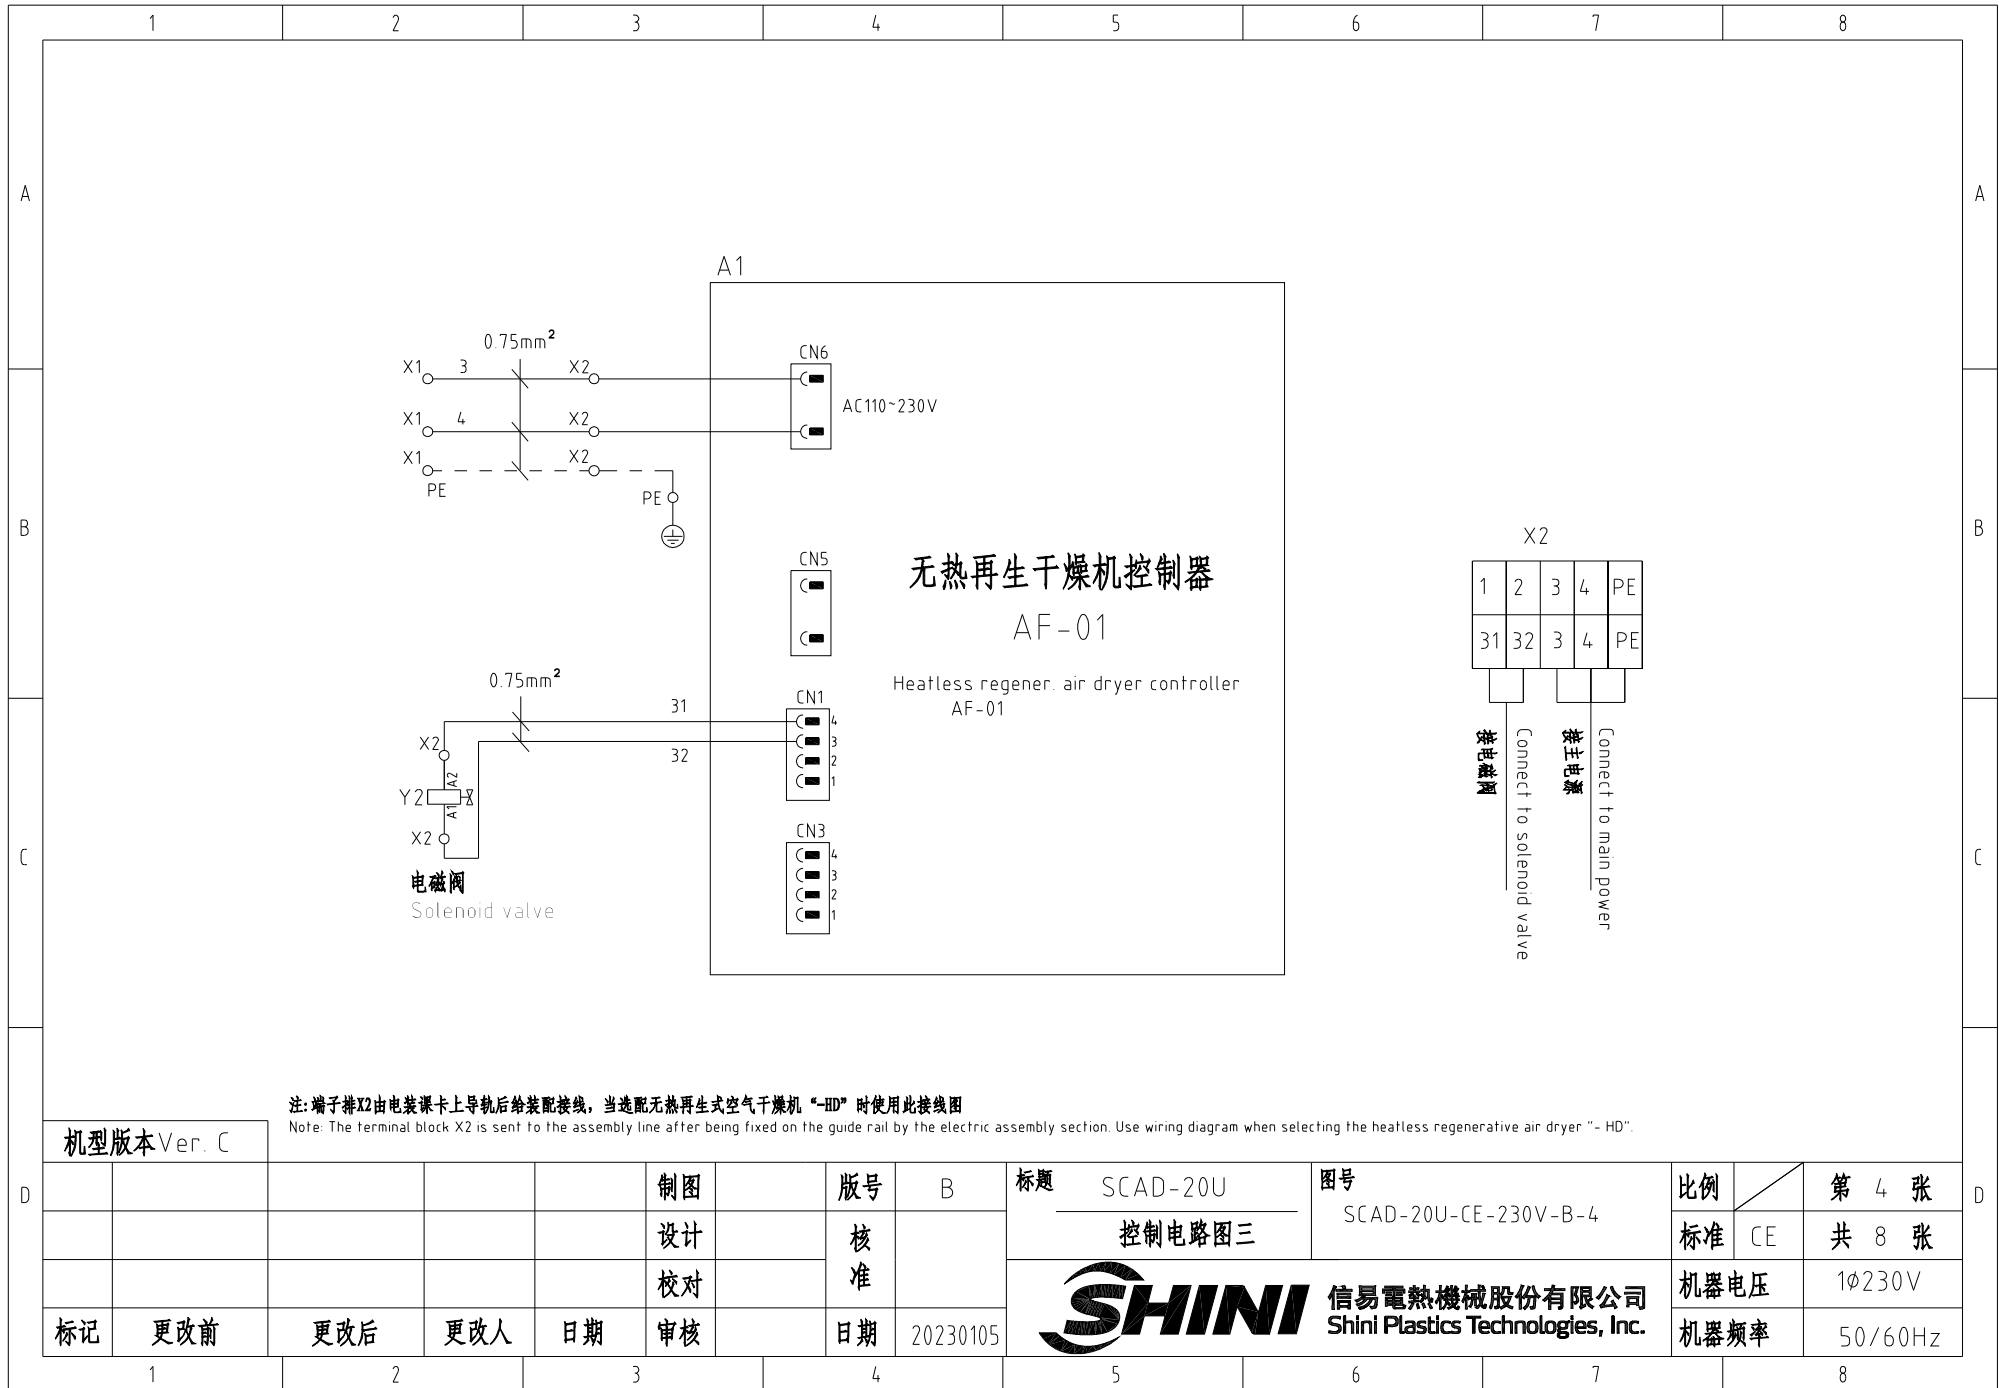 1 2 3 4 5 6 7 8
A A
A1
0.75mm²
X1 3 X2 CN6
AC110~230V
X1 4 X2
X1 X2
PE
PE
B B
X2
CN5
无热再生干燥机控制器
1 2 3 4 PE
AF-01
31 32 3 4 PE
0.75mm²
Heatless regener. air dryer controller
AF-01
31 CN1
4
3
2
1
32
X2
A2
Y2
A1
X2
接电磁阀
Connect to solenoid valve
接主电源
Connect to main power
CN3
4
3
2
1
C C
电磁阀
Solenoid valve
注:端子排X2由电装课卡上导轨后给装配接线，当选配无热再生式空气干燥机“-HD”时使用此接线图
Note: The terminal block X2 is sent to the assembly line after being fixed on the guide rail by the electric assembly section. Use wiring diagram when selecting the heatless regenerative air dryer "- HD".
机型版本Ver. C
D D
制图 版号 B 标题 SCAD-20U 图号 比例 第 4 张
SCAD-20U-CE-230V-B-4
设计 核准 控制电路图三 标准 CE 共 8 张
校对 机器电压 1φ230V
SHINI 信易電熱機械股份有限公司
Shini Plastics Technologies, Inc.
标记 更改前 更改后 更改人 日期 审核 日期 20230105 机器频率 50/60Hz
1 2 3 4 5 6 7 8